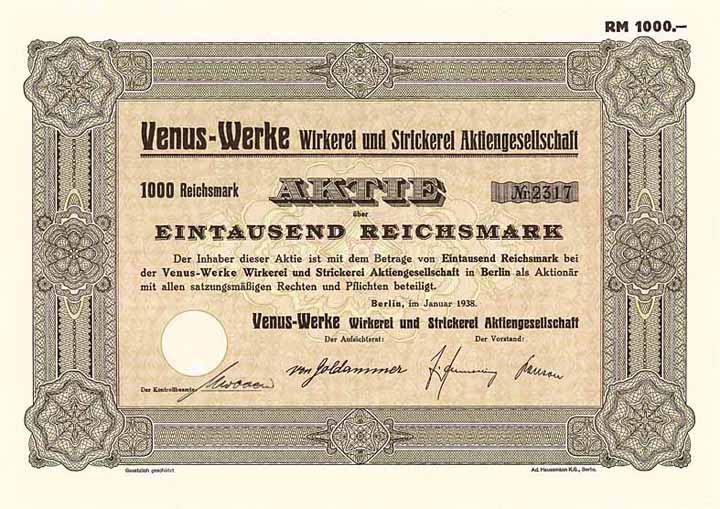 RM 1000.–
Venus-Werke Wirkerei und Strickerei Aktiengesellschaft
1000 Reichsmark AKTIE № 2317
über
EINTAUSEND REICHSMARK
Der Inhaber dieser Aktie ist mit dem Betrage von Eintausend Reichsmark bei
der Venus-Werke Wirkerei und Strickerei Aktiengesellschaft in Berlin als Aktionär
mit allen satzungsmäßigen Rechten und Pflichten beteiligt.
Berlin, im Januar 1938.
Venus-Werke Wirkerei und Strickerei Aktiengesellschaft
Der Aufsichtsrat: Der Vorstand:
von Goldammer
Der Kontrollbeamte
Gesetzlich geschützt Ad. Haussmann K.G., Berlin.